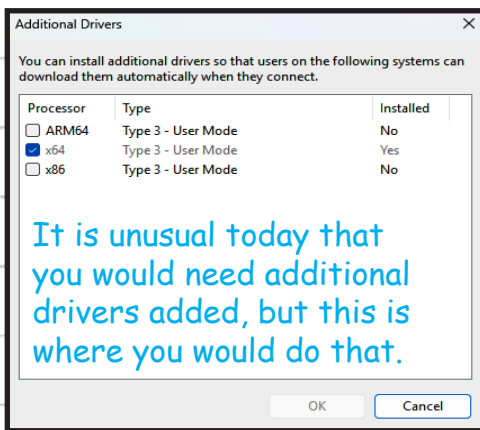 Additional Drivers
You can install additional drivers so that users on the following systems can
download them automatically when they connect.
Processor Type Installed
ARM64 Type 3 - User Mode No
x64 Type 3 - User Mode Yes
x86 Type 3 - User Mode No
It is unusual today that
you would need additional
drivers added, but this is
where you would do that.
OK Cancel